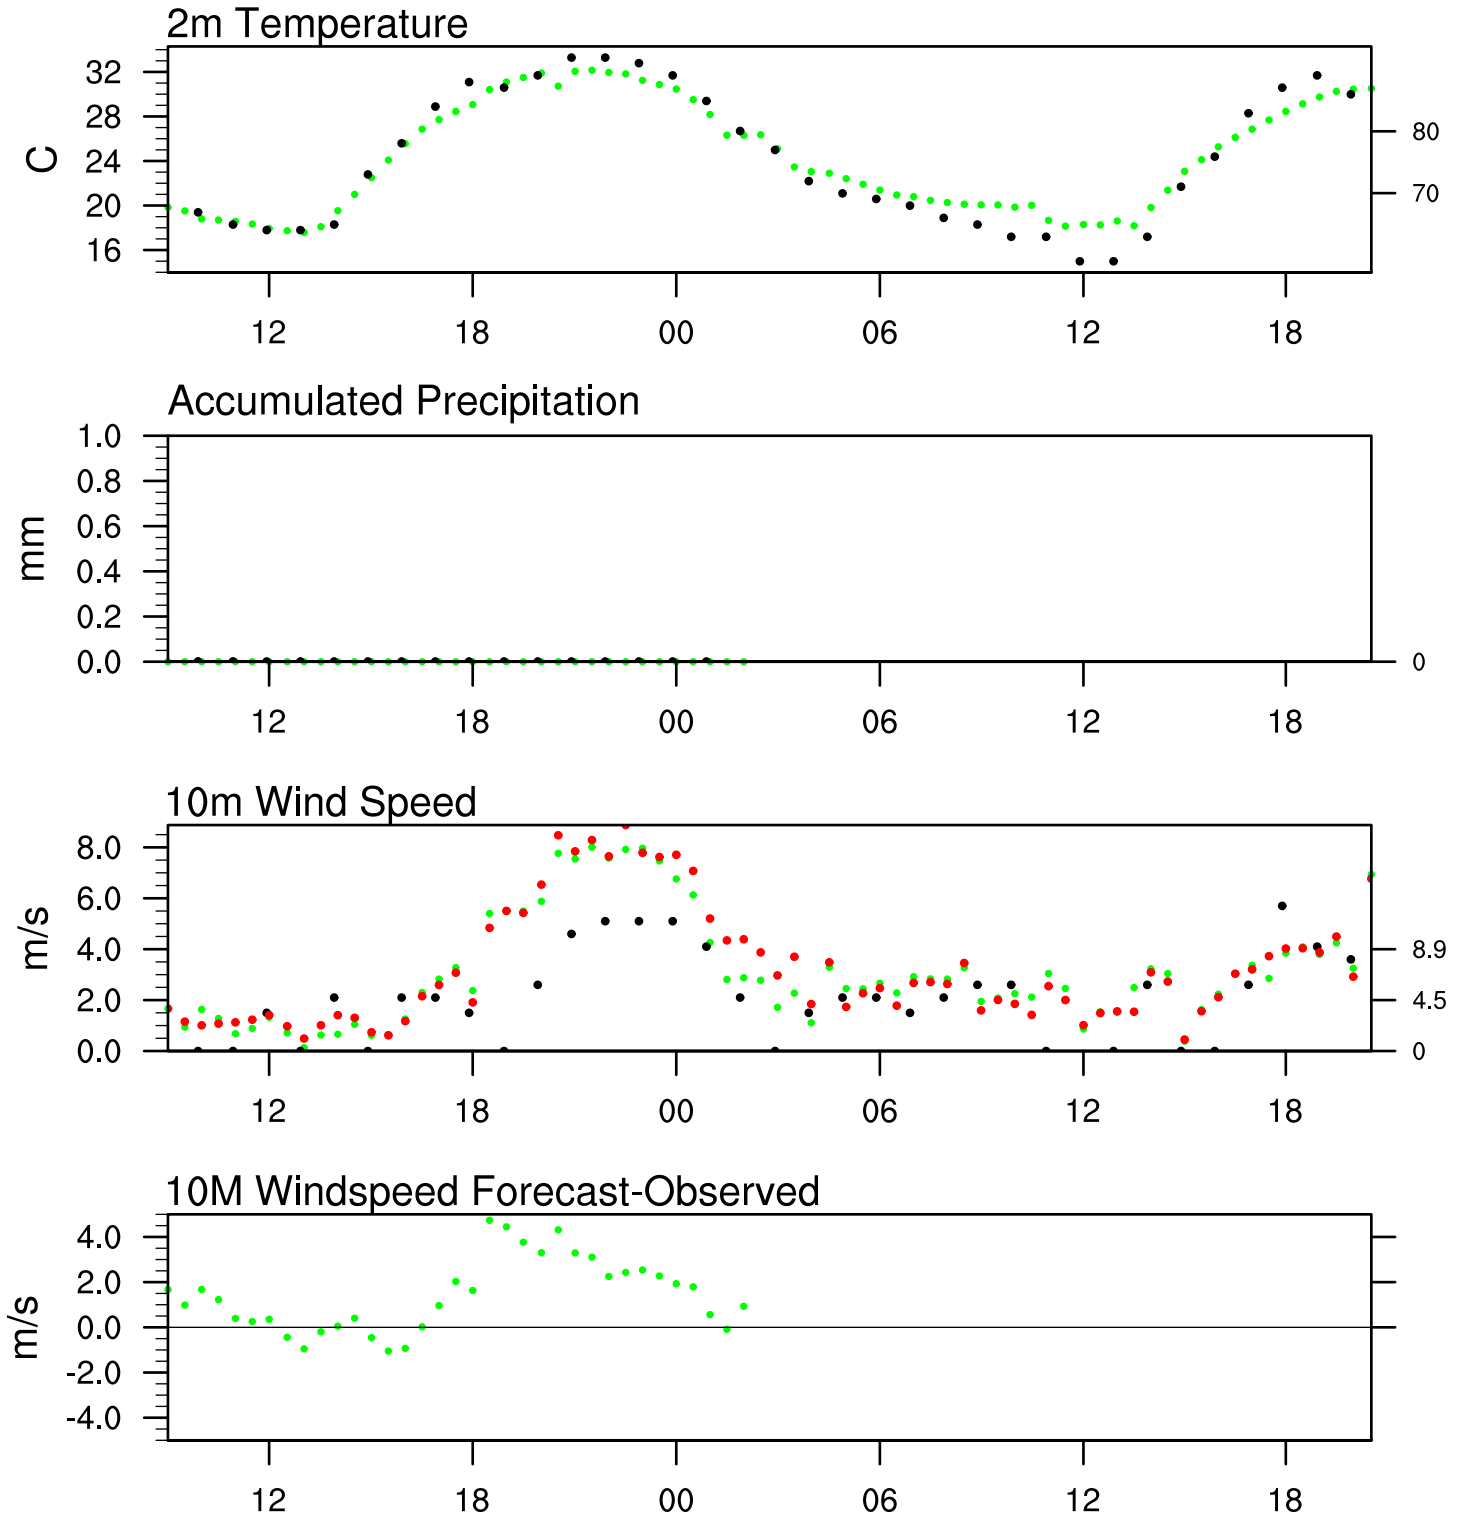 2m Temperature
32
28
24
20
16
C
80
70
12 18 00 06 12 18
Accumulated Precipitation
1.0
0.8
0.6
0.4
0.2
0.0
mm
0
12 18 00 06 12 18
10m Wind Speed
8.0
6.0
4.0
2.0
0.0
m/s
8.9
4.5
0
12 18 00 06 12 18
10M Windspeed Forecast-Observed
4.0
2.0
0.0
-2.0
-4.0
m/s
12 18 00 06 12 18